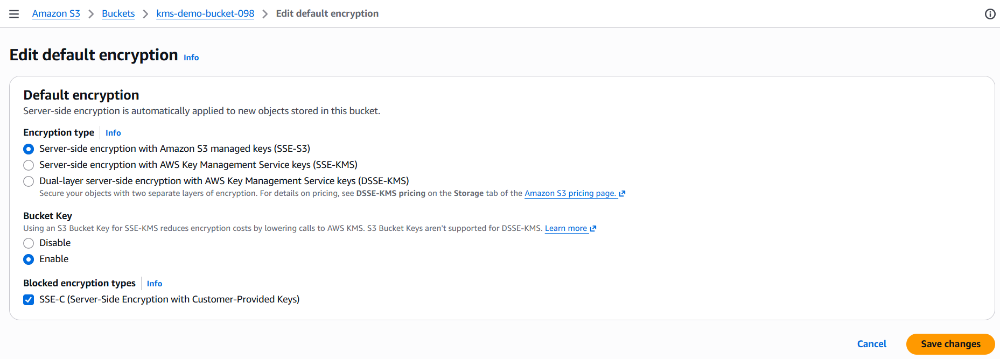 Amazon S3 > Buckets > kms-demo-bucket-098 > Edit default encryption
Edit default encryption Info
Default encryption
Server-side encryption is automatically applied to new objects stored in this bucket.
Encryption type Info
Server-side encryption with Amazon S3 managed keys (SSE-S3)
Server-side encryption with AWS Key Management Service keys (SSE-KMS)
Dual-layer server-side encryption with AWS Key Management Service keys (DSSE-KMS)
Secure your objects with two separate layers of encryption. For details on pricing, see DSSE-KMS pricing on the Storage tab of the Amazon S3 pricing page.
Bucket Key
Using an S3 Bucket Key for SSE-KMS reduces encryption costs by lowering calls to AWS KMS. S3 Bucket Keys aren't supported for DSSE-KMS. Learn more
Disable
Enable
Blocked encryption types Info
SSE-C (Server-Side Encryption with Customer-Provided Keys)
Cancel Save changes